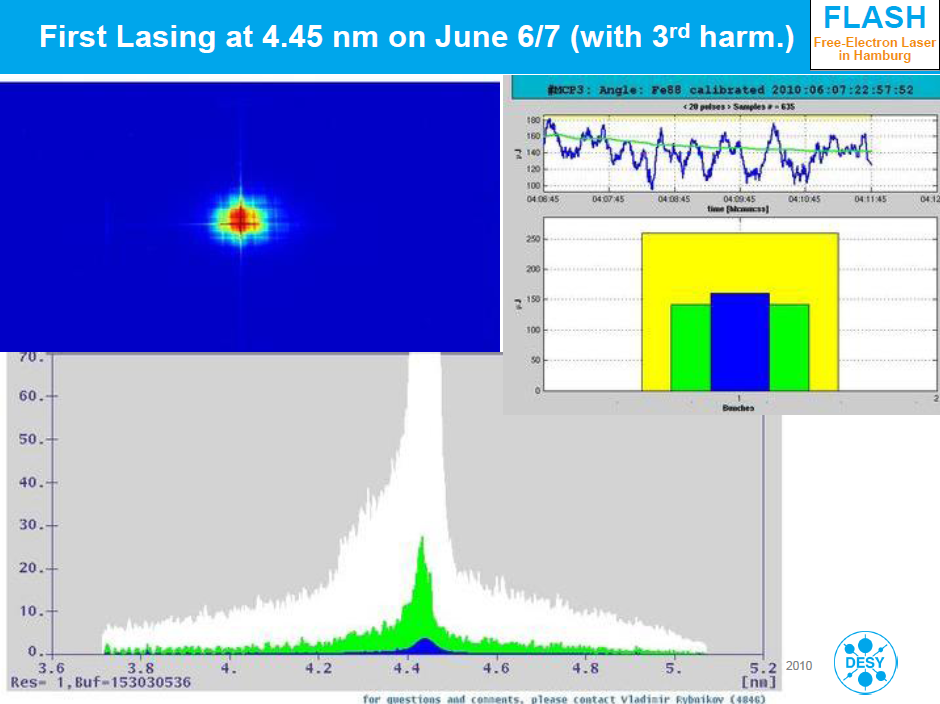 First Lasing at 4.45 nm on June 6/7 (with 3rd harm.)
FLASH
Free-Electron Laser
in Hamburg
#MCP3: Angle: Fe88 calibrated 2010:06:07:22:57:52
< 20 pulses > Samples # = 635
180
160
140
120
100
µJ
04:06:45 04:07:45 04:08:45 04:09:45 04:10:45 04:11:45 04:12
time [hh:mm:ss]
250
200
150
100
50
0
µJ
1 2
Bunches
70.
60.
50.
40.
30.
20.
10.
0.
3.6 3.8 4. 4.2 4.4 4.6 4.8 5. 5.2
[nm]
Res= 1,Buf=153030536
2010
DESY
for questions and comments, please contact Vladimir Rybnikov (4846)